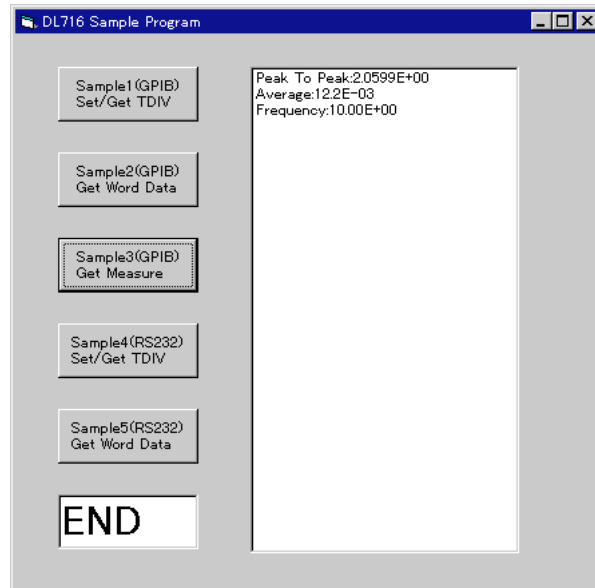 DL716 Sample Program
Sample1(GPIB)
Set/Get TDIV
Sample2(GPIB)
Get Word Data
Sample3(GPIB)
Get Measure
Sample4(RS232)
Set/Get TDIV
Sample5(RS232)
Get Word Data
END
Peak To Peak:2.0599E+00
Average:12.2E-03
Frequency:10.00E+00